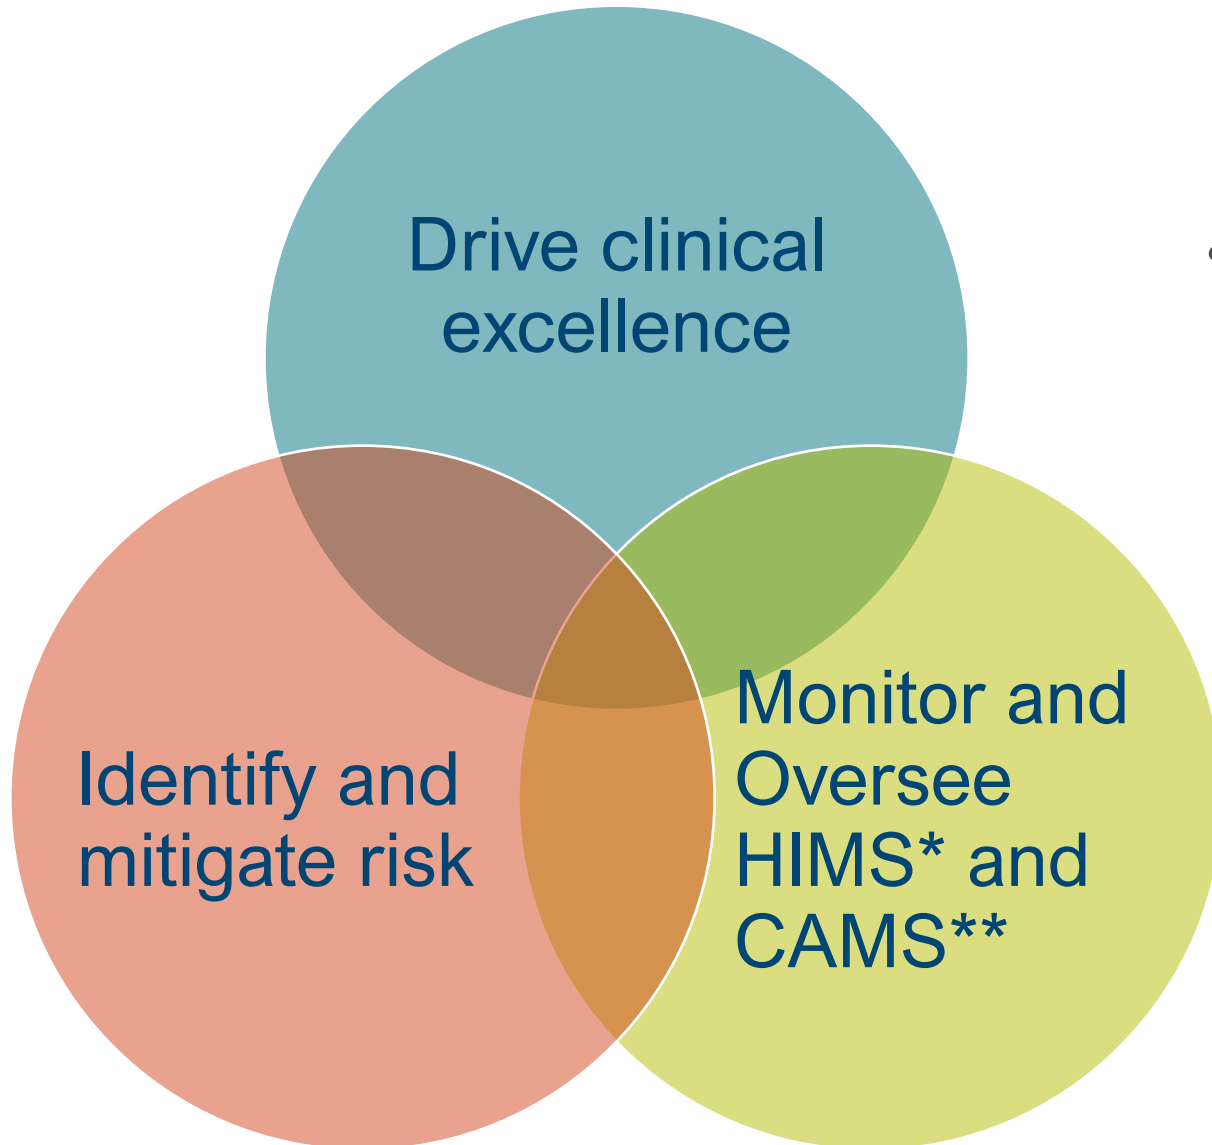 Drive clinical
excellence
Identify and
mitigate risk
Monitor and
Oversee
HIMS* and
CAMS**